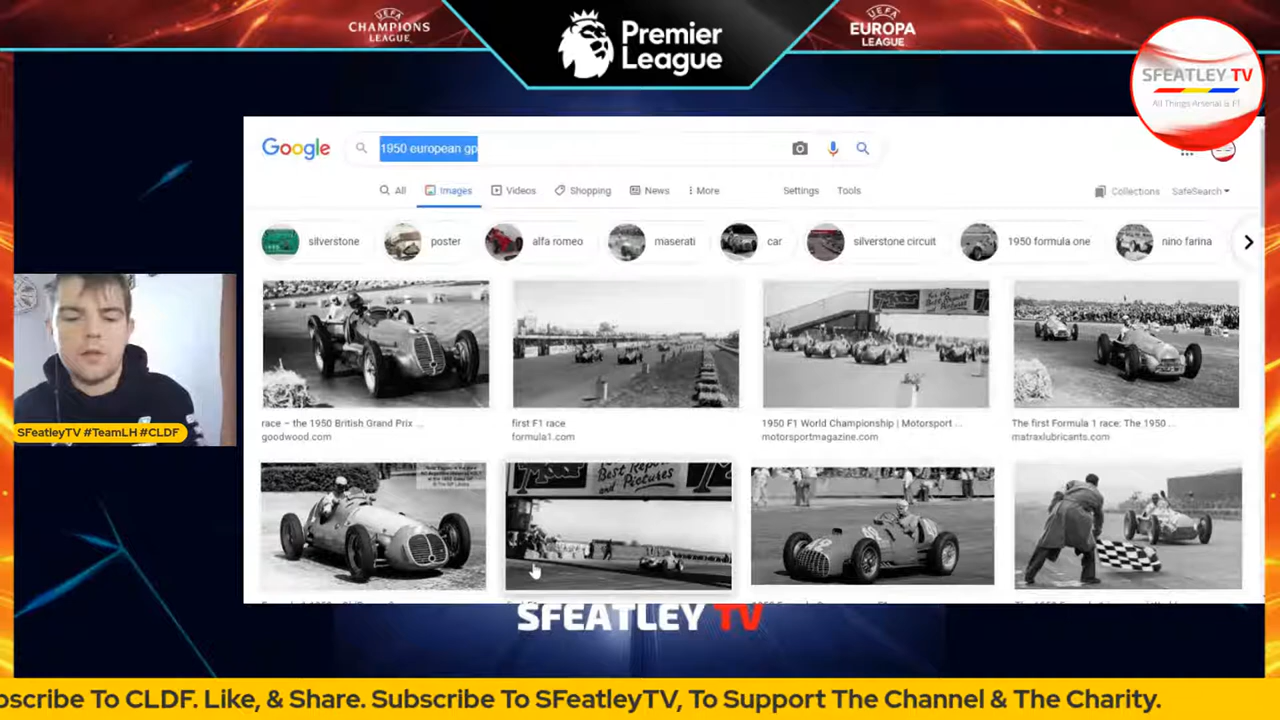 UEFA
CHAMPIONS
LEAGUE
Premier
League
UEFA
EUROPA
LEAGUE
SFEATLEY TV
All Things Arsenal & F1
Google
1950 european gp
All
Images
Videos
Shopping
News
More
Settings
Tools
Collections
SafeSearch
silverstone
poster
alfa romeo
maserati
car
silverstone circuit
1950 formula one
nino farina
race – the 1950 British Grand Prix ...
goodwood.com
first F1 race
formula1.com
1950 F1 World Championship | Motorsport ...
motorsportmagazine.com
The first Formula 1 race: The 1950 ...
matraxlubricants.com
Best
and Pictures
SFeatleyTV #TeamLH #CLDF
SFEATLEY TV
bscribe To CLDF. Like, & Share. Subscribe To SFeatleyTV, To Support The Channel & The Charity.